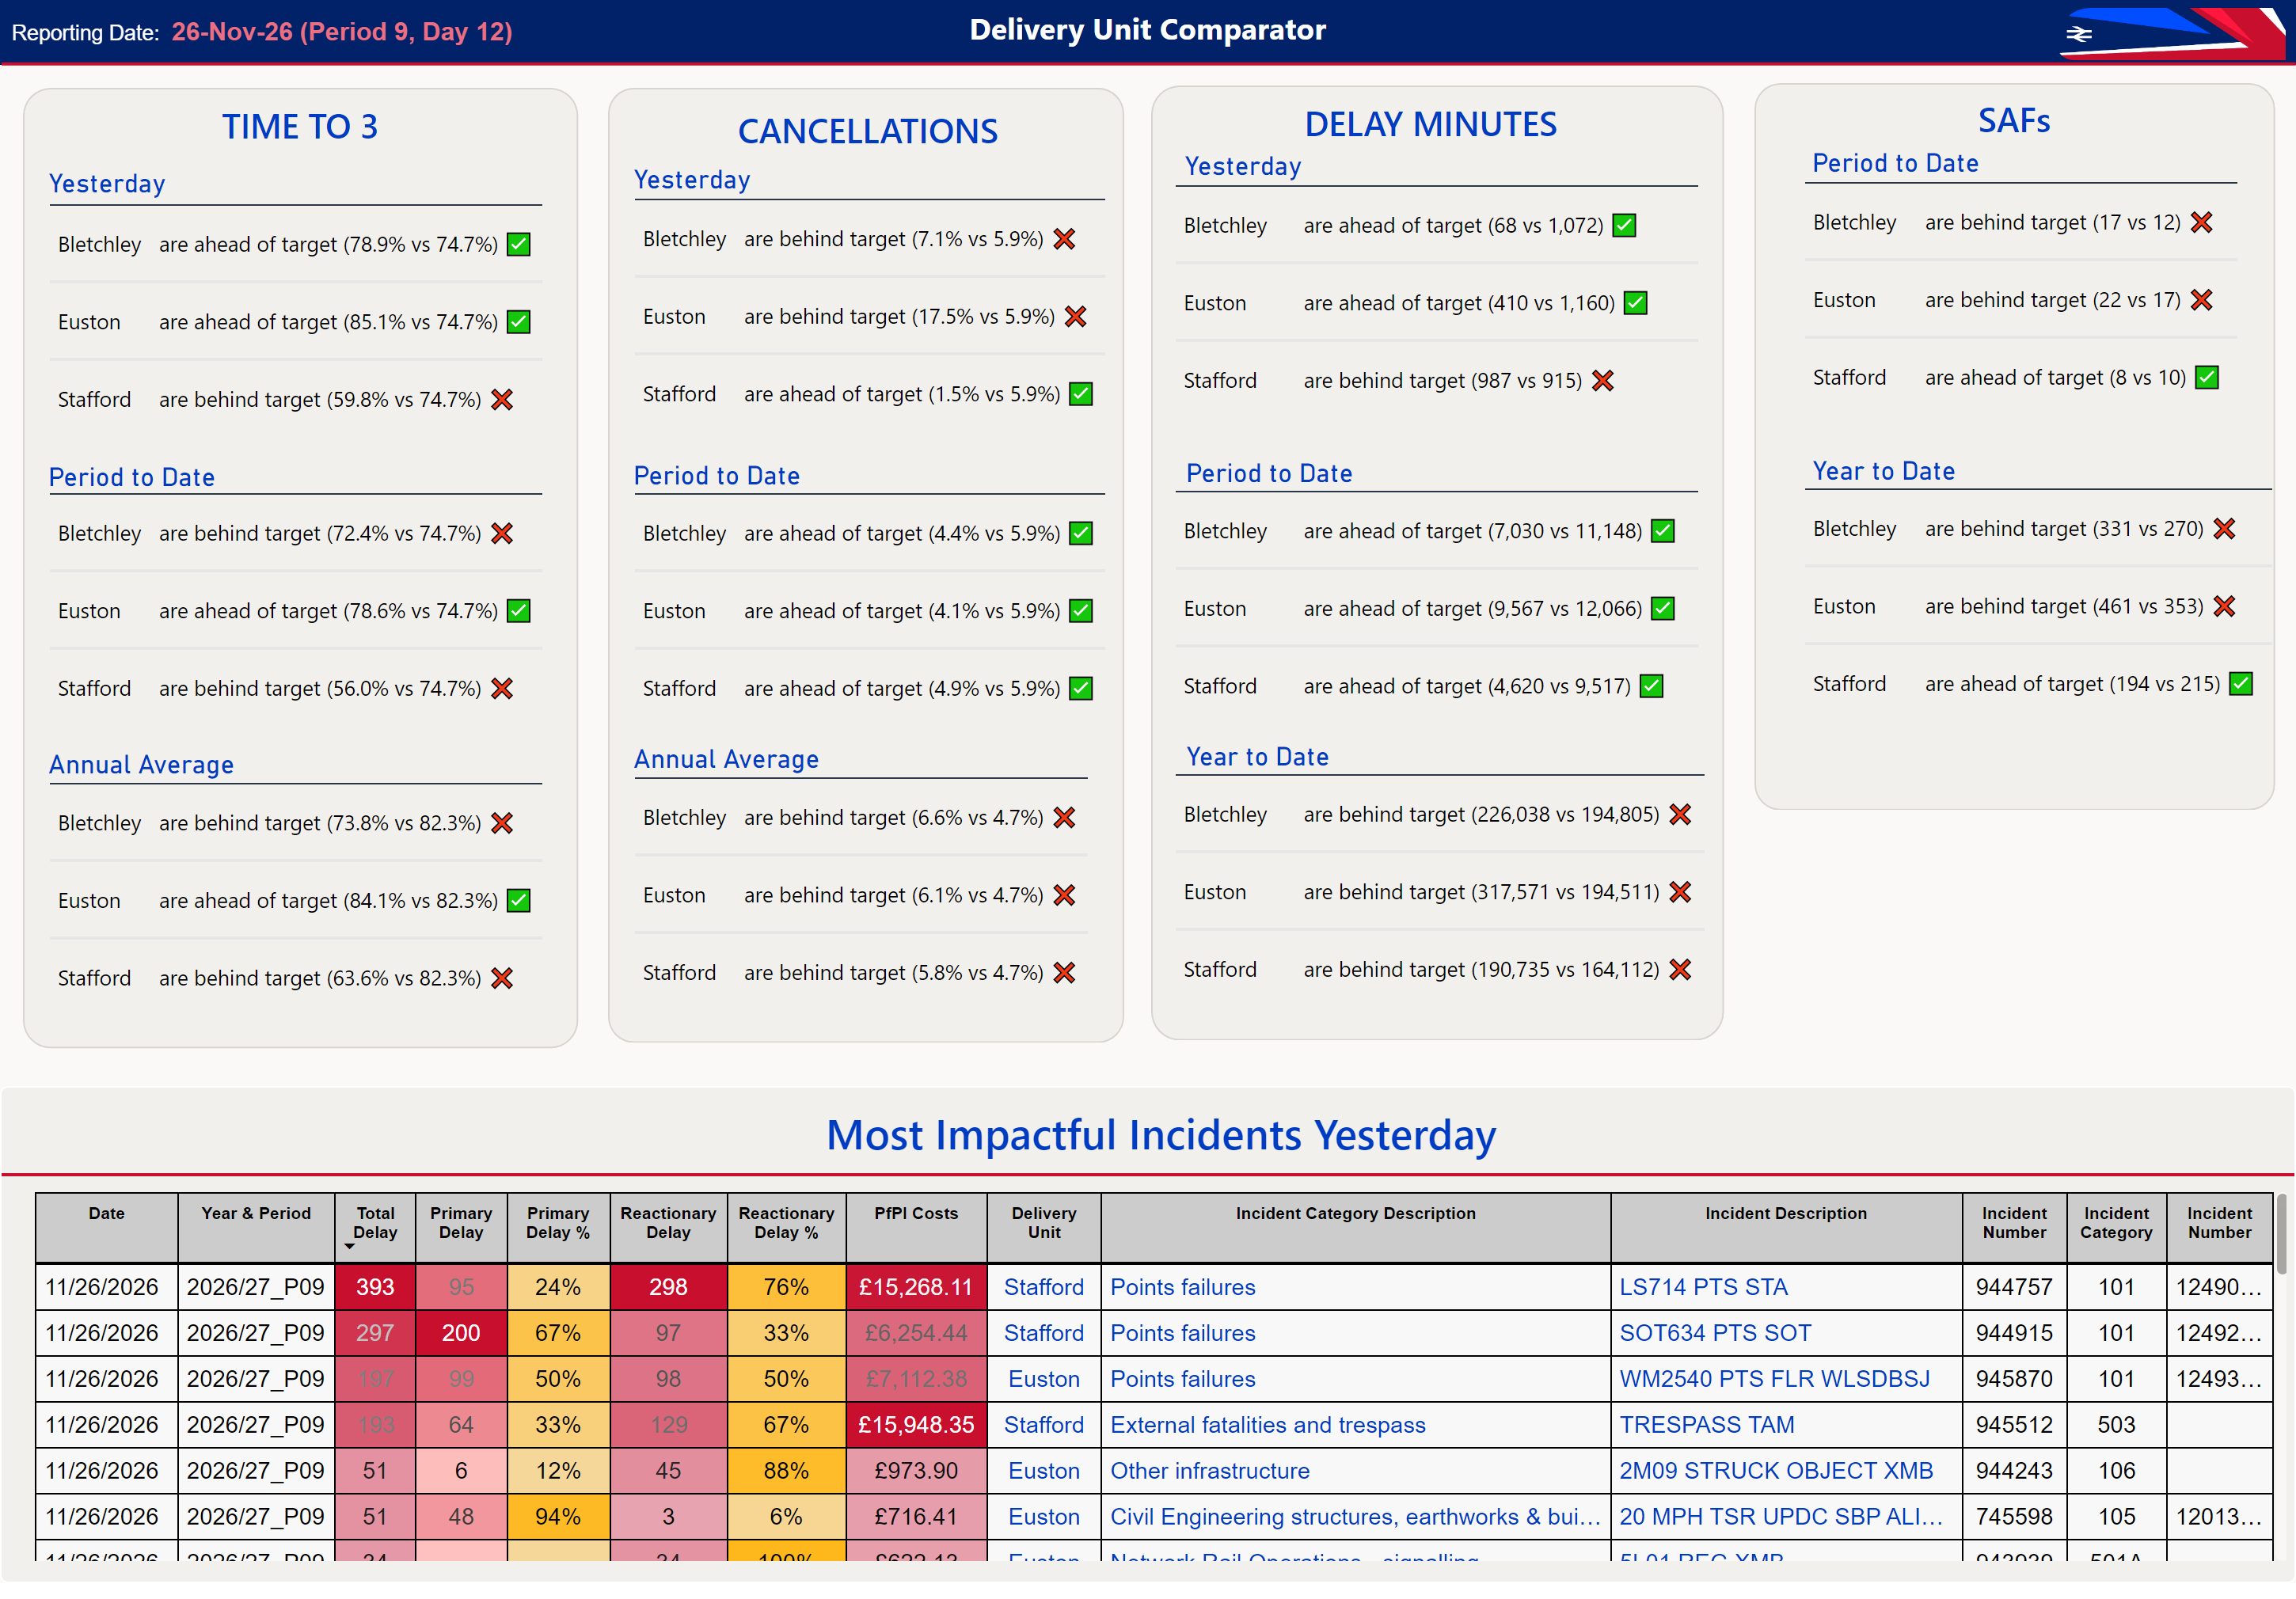 Reporting Date: 26-Nov-26 (Period 9, Day 12)
Delivery Unit Comparator
TIME TO 3
Yesterday
Bletchley are ahead of target (78.9% vs 74.7%) ✅
Euston are ahead of target (85.1% vs 74.7%) ✅
Stafford are behind target (59.8% vs 74.7%) ❌
Period to Date
Bletchley are behind target (72.4% vs 74.7%) ❌
Euston are ahead of target (78.6% vs 74.7%) ✅
Stafford are behind target (56.0% vs 74.7%) ❌
Annual Average
Bletchley are behind target (73.8% vs 82.3%) ❌
Euston are ahead of target (84.1% vs 82.3%) ✅
Stafford are behind target (63.6% vs 82.3%) ❌
CANCELLATIONS
Yesterday
Bletchley are behind target (7.1% vs 5.9%) ❌
Euston are behind target (17.5% vs 5.9%) ❌
Stafford are ahead of target (1.5% vs 5.9%) ✅
Period to Date
Bletchley are ahead of target (4.4% vs 5.9%) ✅
Euston are ahead of target (4.1% vs 5.9%) ✅
Stafford are ahead of target (4.9% vs 5.9%) ✅
Annual Average
Bletchley are behind target (6.6% vs 4.7%) ❌
Euston are behind target (6.1% vs 4.7%) ❌
Stafford are behind target (5.8% vs 4.7%) ❌
DELAY MINUTES
Yesterday
Bletchley are ahead of target (68 vs 1,072) ✅
Euston are ahead of target (410 vs 1,160) ✅
Stafford are behind target (987 vs 915) ❌
Period to Date
Bletchley are ahead of target (7,030 vs 11,148) ✅
Euston are ahead of target (9,567 vs 12,066) ✅
Stafford are ahead of target (4,620 vs 9,517) ✅
Year to Date
Bletchley are behind target (226,038 vs 194,805) ❌
Euston are behind target (317,571 vs 194,511) ❌
Stafford are behind target (190,735 vs 164,112) ❌
SAFs
Period to Date
Bletchley are behind target (17 vs 12) ❌
Euston are behind target (22 vs 17) ❌
Stafford are ahead of target (8 vs 10) ✅
Year to Date
Bletchley are behind target (331 vs 270) ❌
Euston are behind target (461 vs 353) ❌
Stafford are ahead of target (194 vs 215) ✅
Most Impactful Incidents Yesterday
Date Year & Period Total Delay Primary Delay Primary Delay % Reactionary Delay Reactionary Delay % PfPI Costs Delivery Unit Incident Category Description Incident Description Incident Number Incident Category Incident Number
11/26/2026 2026/27_P09 393 95 24% 298 76% £15,268.11 Stafford Points failures LS714 PTS STA 944757 101 12490…
11/26/2026 2026/27_P09 297 200 67% 97 33% £6,254.44 Stafford Points failures SOT634 PTS SOT 944915 101 12492…
11/26/2026 2026/27_P09 197 99 50% 98 50% £7,112.38 Euston Points failures WM2540 PTS FLR WLSDBSJ 945870 101 12493…
11/26/2026 2026/27_P09 193 64 33% 129 67% £15,948.35 Stafford External fatalities and trespass TRESPASS TAM 945512 503
11/26/2026 2026/27_P09 51 6 12% 45 88% £973.90 Euston Other infrastructure 2M09 STRUCK OBJECT XMB 944243 106
11/26/2026 2026/27_P09 51 48 94% 3 6% £716.41 Euston Civil Engineering structures, earthworks & bui… 20 MPH TSR UPDC SBP ALI… 745598 105 12013…
11/26/2026 2026/27_P09 34 34 100% Euston Network Rail Operations - signalling